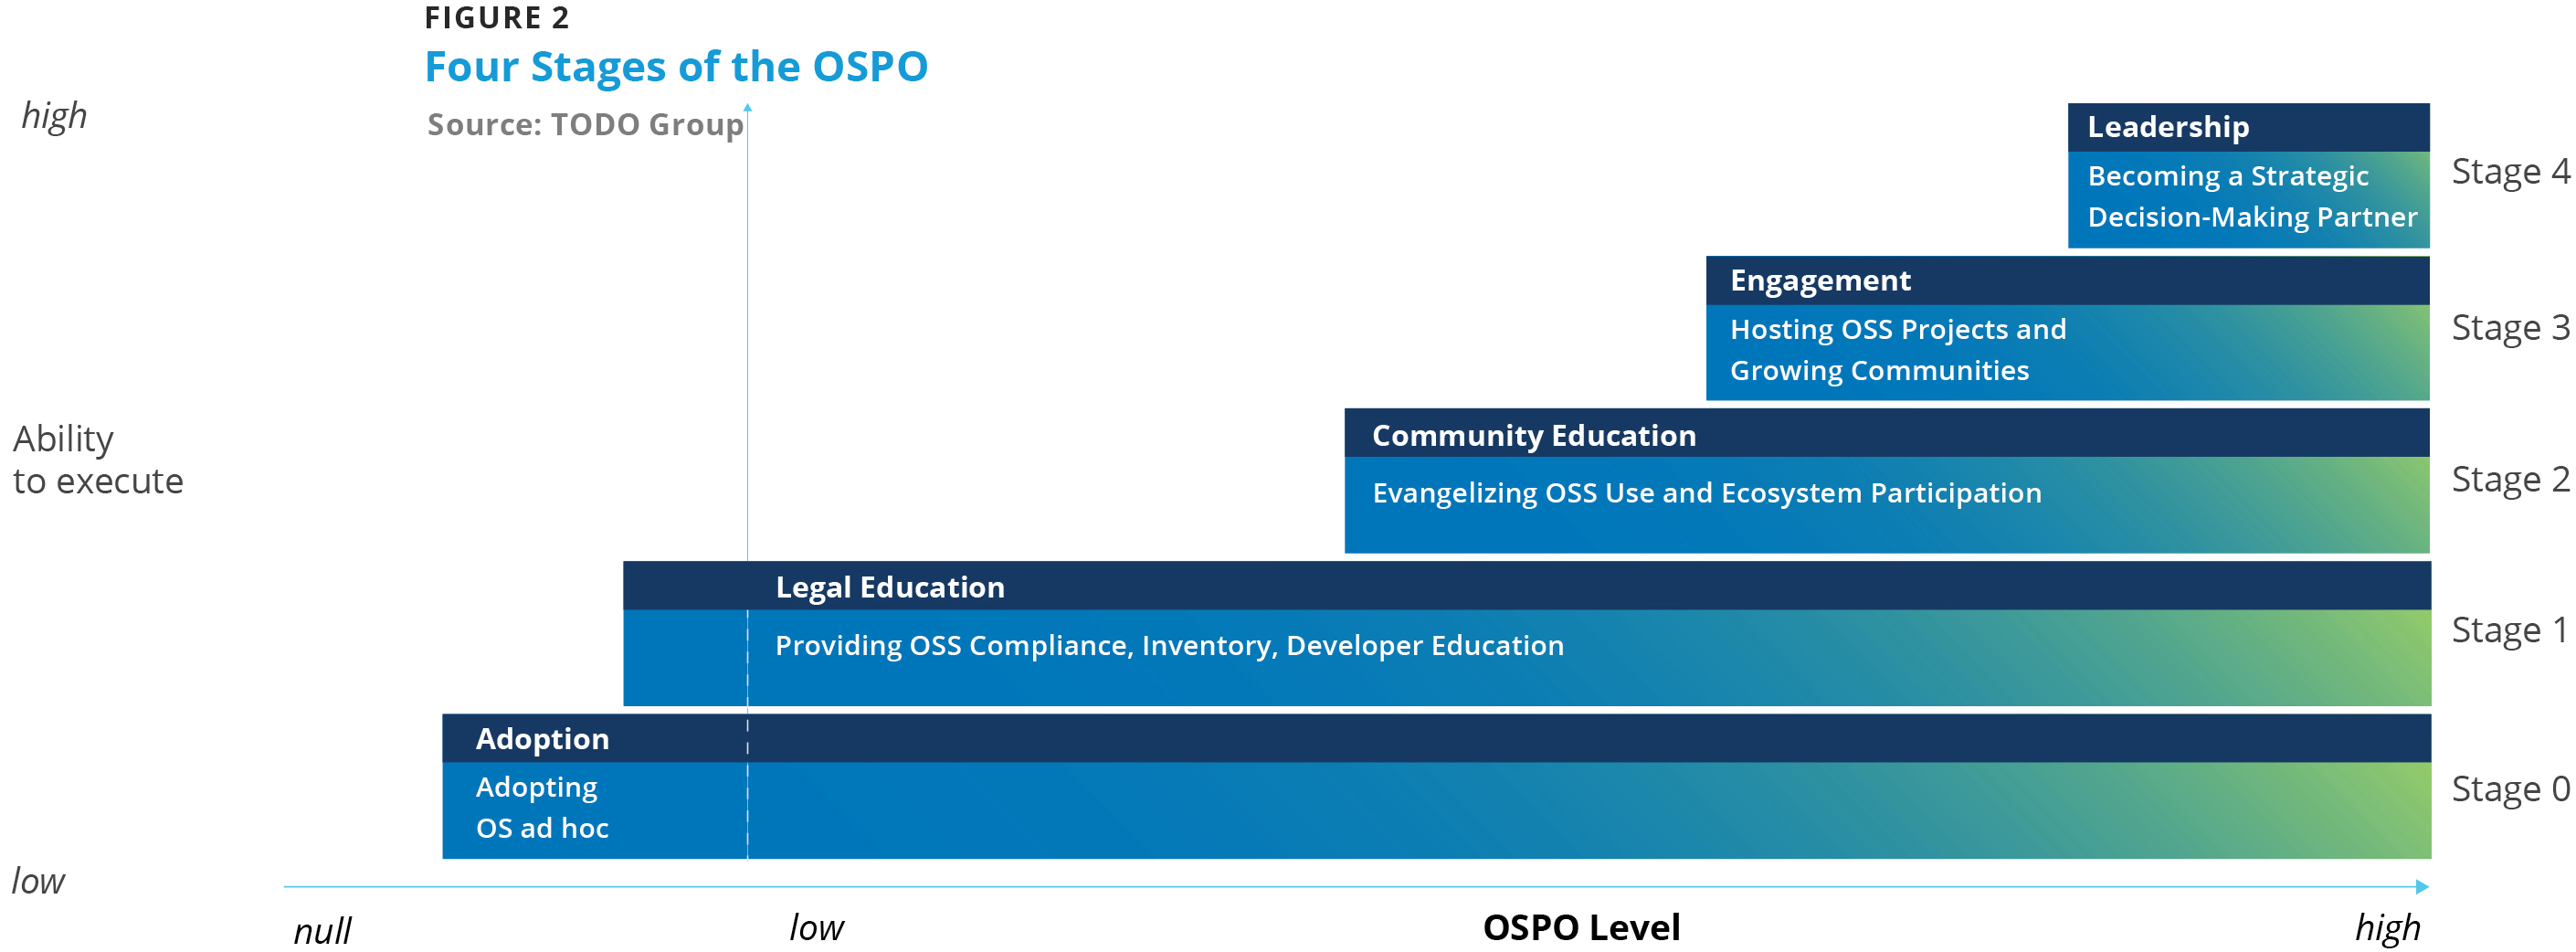 FIGURE 2
Four Stages of the OSPO
Source: TODO Group
high
Leadership
Becoming a Strategic
Decision-Making Partner
Stage 4
Engagement
Hosting OSS Projects and
Growing Communities
Stage 3
Ability
to execute
Community Education
Evangelizing OSS Use and Ecosystem Participation
Stage 2
Legal Education
Providing OSS Compliance, Inventory, Developer Education
Stage 1
Adoption
Adopting
OS ad hoc
Stage 0
low
null
low
OSPO Level
high